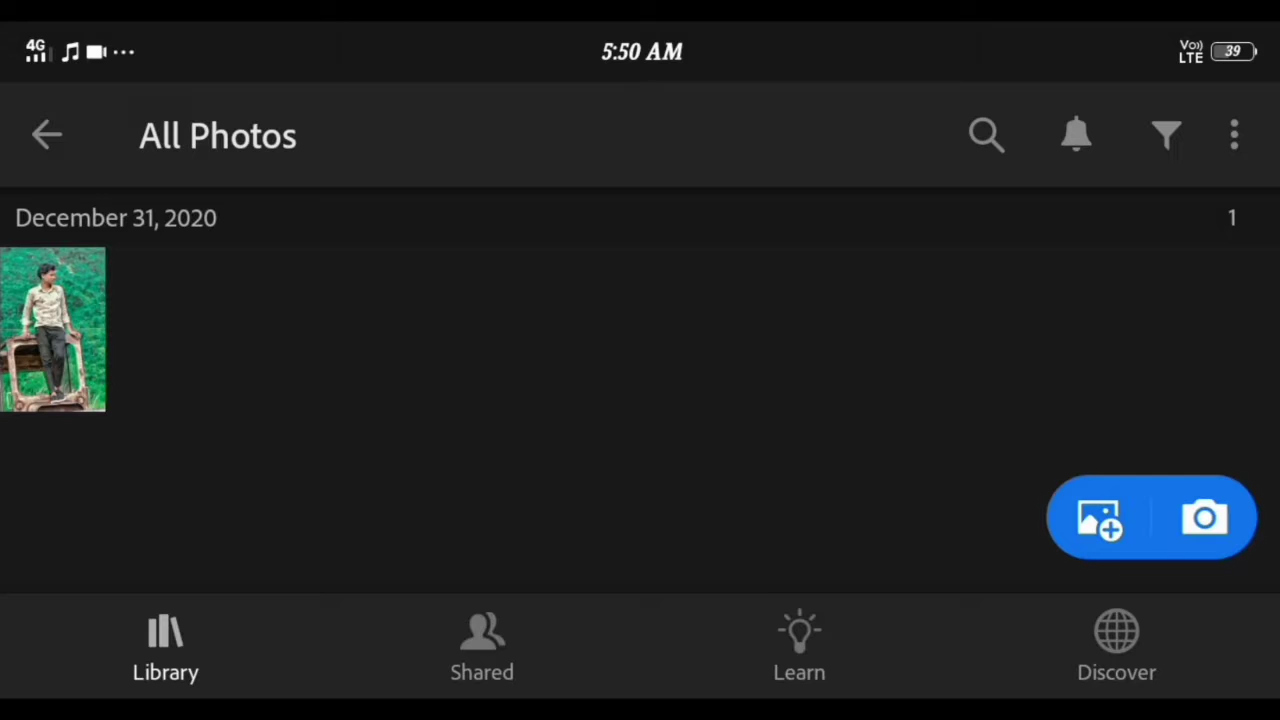 4G
5:50 AM
Vo))
LTE
39
All Photos
December 31, 2020
1
Library
Shared
Learn
Discover